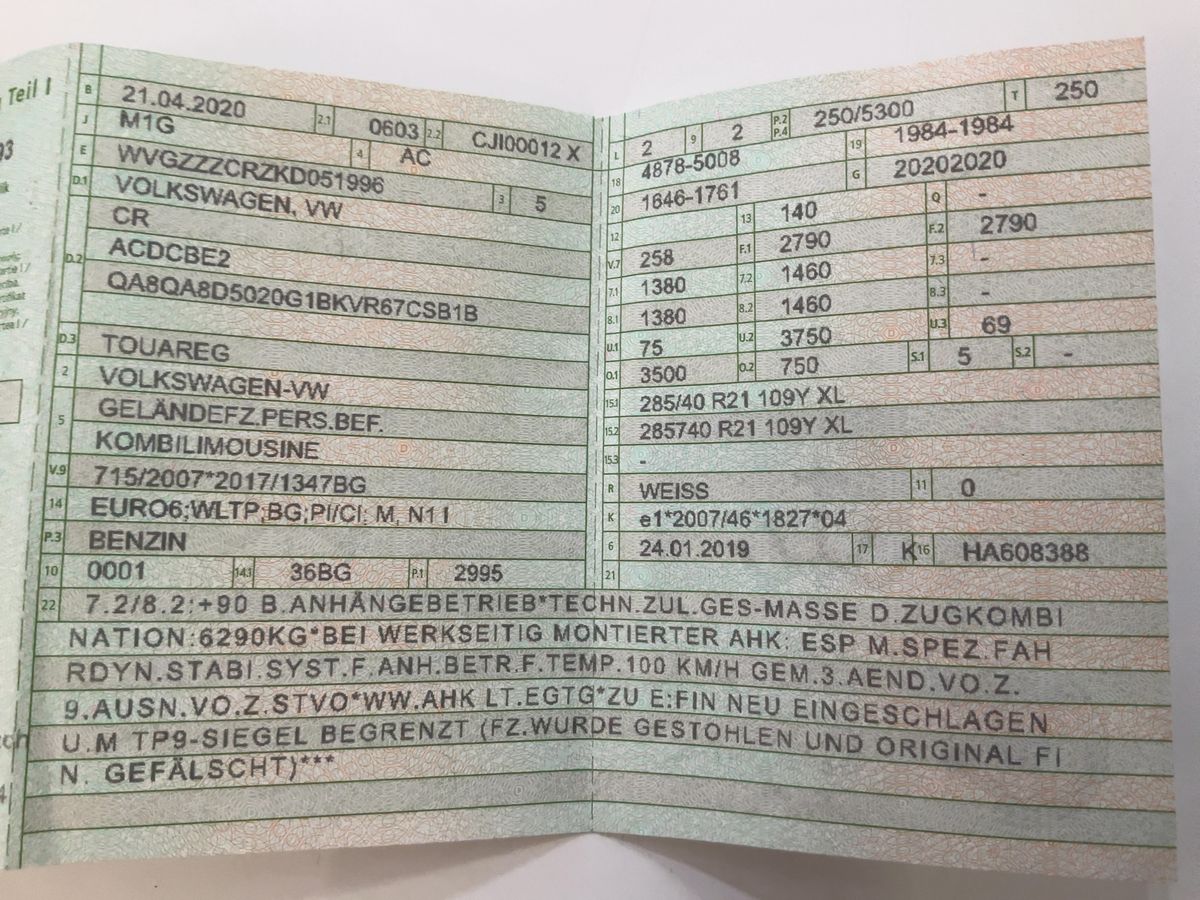 Teil I
B 21.04.2020 2.1 0603 2.2 CJI00012 X
J M1G 4 AC
E WVGZZZCRZKD051996 3 5
D.1 VOLKSWAGEN, VW
CR
D.2 ACDCBE2
QA8QA8D5020G1BKVR67CSB1B
D.3 TOUAREG
2 VOLKSWAGEN-VW
5 GELÄNDEFZ.PERS.BEF.
KOMBILIMOUSINE
V.9 715/2007*2017/1347BG
14 EURO6;WLTP;BG;PI/CI; M, N1 I
P.3 BENZIN
10 0001 14.1 36BG P.1 2995
L 2 9 2 P.2 P.4 250/5300 T 250
18 4878-5008 19 1984-1984
20 1646-1761 G 20202020
12 13 140 Q -
V.7 258 F.1 2790 F.2 2790
7.1 1380 7.2 1460 7.3 -
8.1 1380 8.2 1460 8.3 -
U.1 75 U.2 3750 U.3 69
O.1 3500 O.2 750 S.1 5 S.2 -
15.1 285/40 R21 109Y XL
15.2 285740 R21 109Y XL
15.3 -
R WEISS 11 0
K e1*2007/46*1827*04
6 24.01.2019 17 K 16 HA608388
21
22 7.2/8.2:+90 B.ANHÄNGEBETRIEB*TECHN.ZUL.GES-MASSE D.ZUGKOMBI
NATION:6290KG*BEI WERKSEITIG MONTIERTER AHK: ESP M.SPEZ.FAH
RDYN.STABI.SYST.F.ANH.BETR.F.TEMP.100 KM/H GEM.3.AEND.VO.Z.
9.AUSN.VO.Z.STVO*WW.AHK LT.EGTG*ZU E:FIN NEU EINGESCHLAGEN
U.M TP9-SIEGEL BEGRENZT (FZ.WURDE GESTOHLEN UND ORIGINAL FI
N. GEFÄLSCHT)***